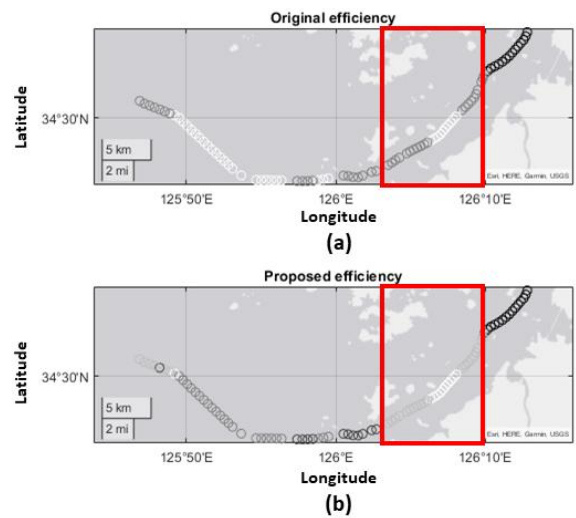 Original efficiency
Latitude
34°30'N
5 km
2 mi
Esri, HERE, Garmin, USGS
125°50'E
126°E
126°10'E
Longitude
(a)
Proposed efficiency
Latitude
34°30'N
5 km
2 mi
Esri, HERE, Garmin, USGS
125°50'E
126°E
126°10'E
Longitude
(b)